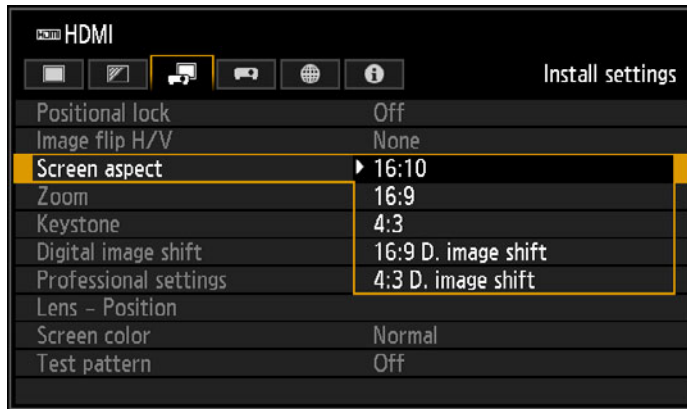 HDMI HDMI
Install settings
Positional lock Off
Image flip H/V None
Screen aspect 16:10
Zoom 16:9
Keystone 4:3
Digital image shift 16:9 D. image shift
Professional settings 4:3 D. image shift
Lens – Position
Screen color Normal
Test pattern Off